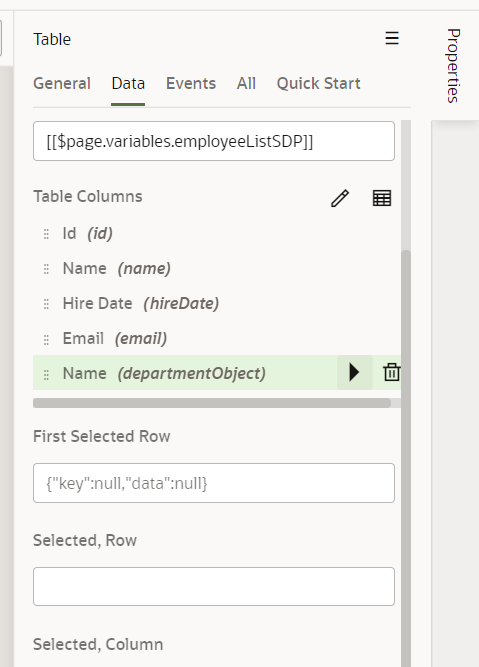 Table
General Data Events All Quick Start
[[$page.variables.employeeListSDP]]
Table Columns
Id (id)
Name (name)
Hire Date (hireDate)
Email (email)
Name (departmentObject)
First Selected Row
{"key":null,"data":null}
Selected, Row
Selected, Column
Properties